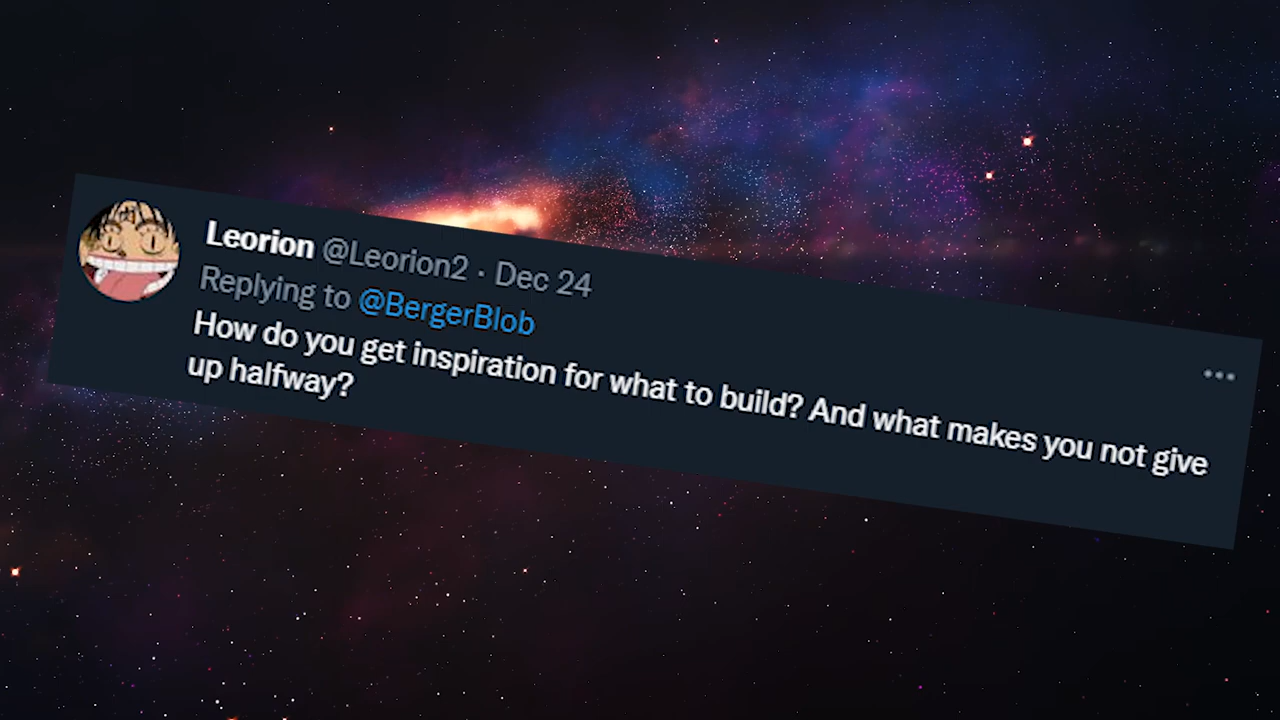 Leorion @Leorion2 · Dec 24
Replying to @BergerBlob
How do you get inspiration for what to build? And what makes you not give
up halfway?